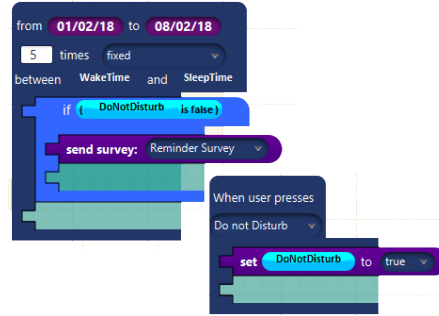 from 01/02/18 to 08/02/18
5 times fixed
between WakeTime and SleepTime
if ( DoNotDisturb is false )
send survey: Reminder Survey
When user presses
Do not Disturb
set DoNotDisturb to true